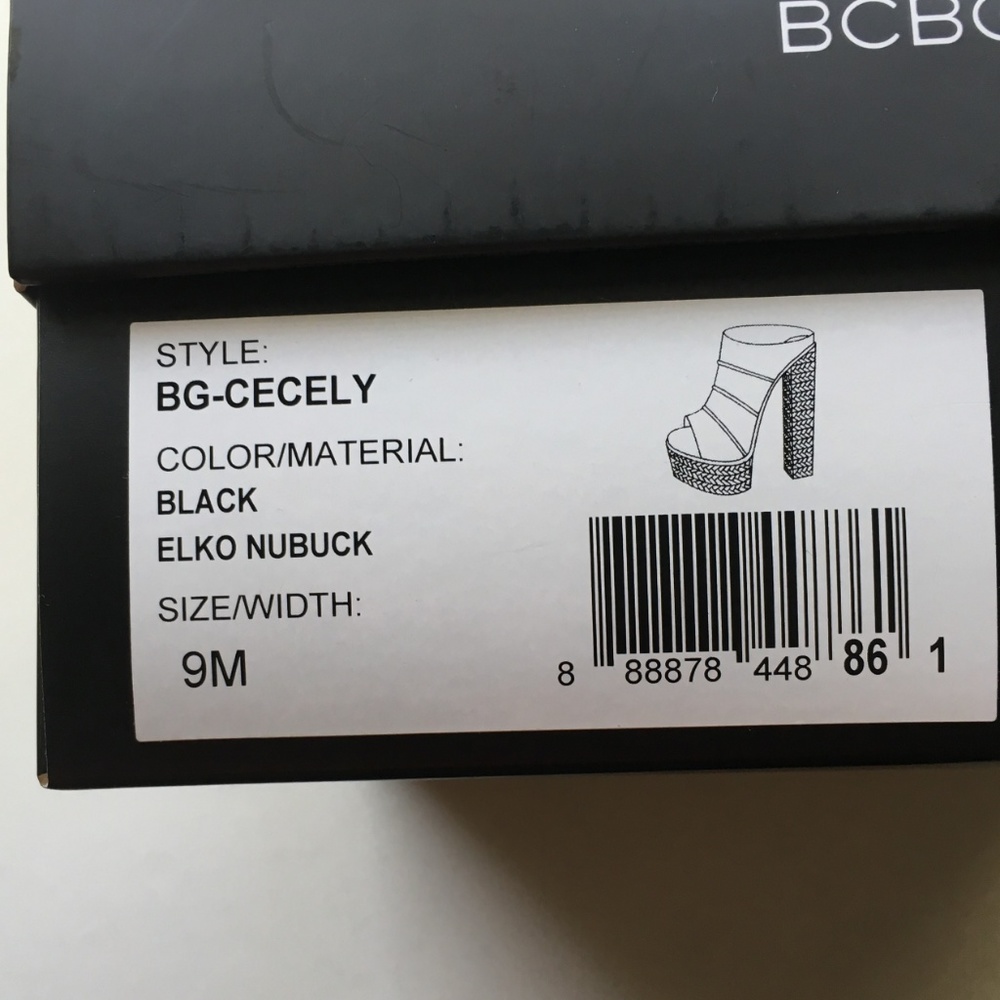 BCBG
STYLE:
BG-CECELY
COLOR/MATERIAL:
BLACK
ELKO NUBUCK
SIZE/WIDTH:
9M
8 88878 448 86 1